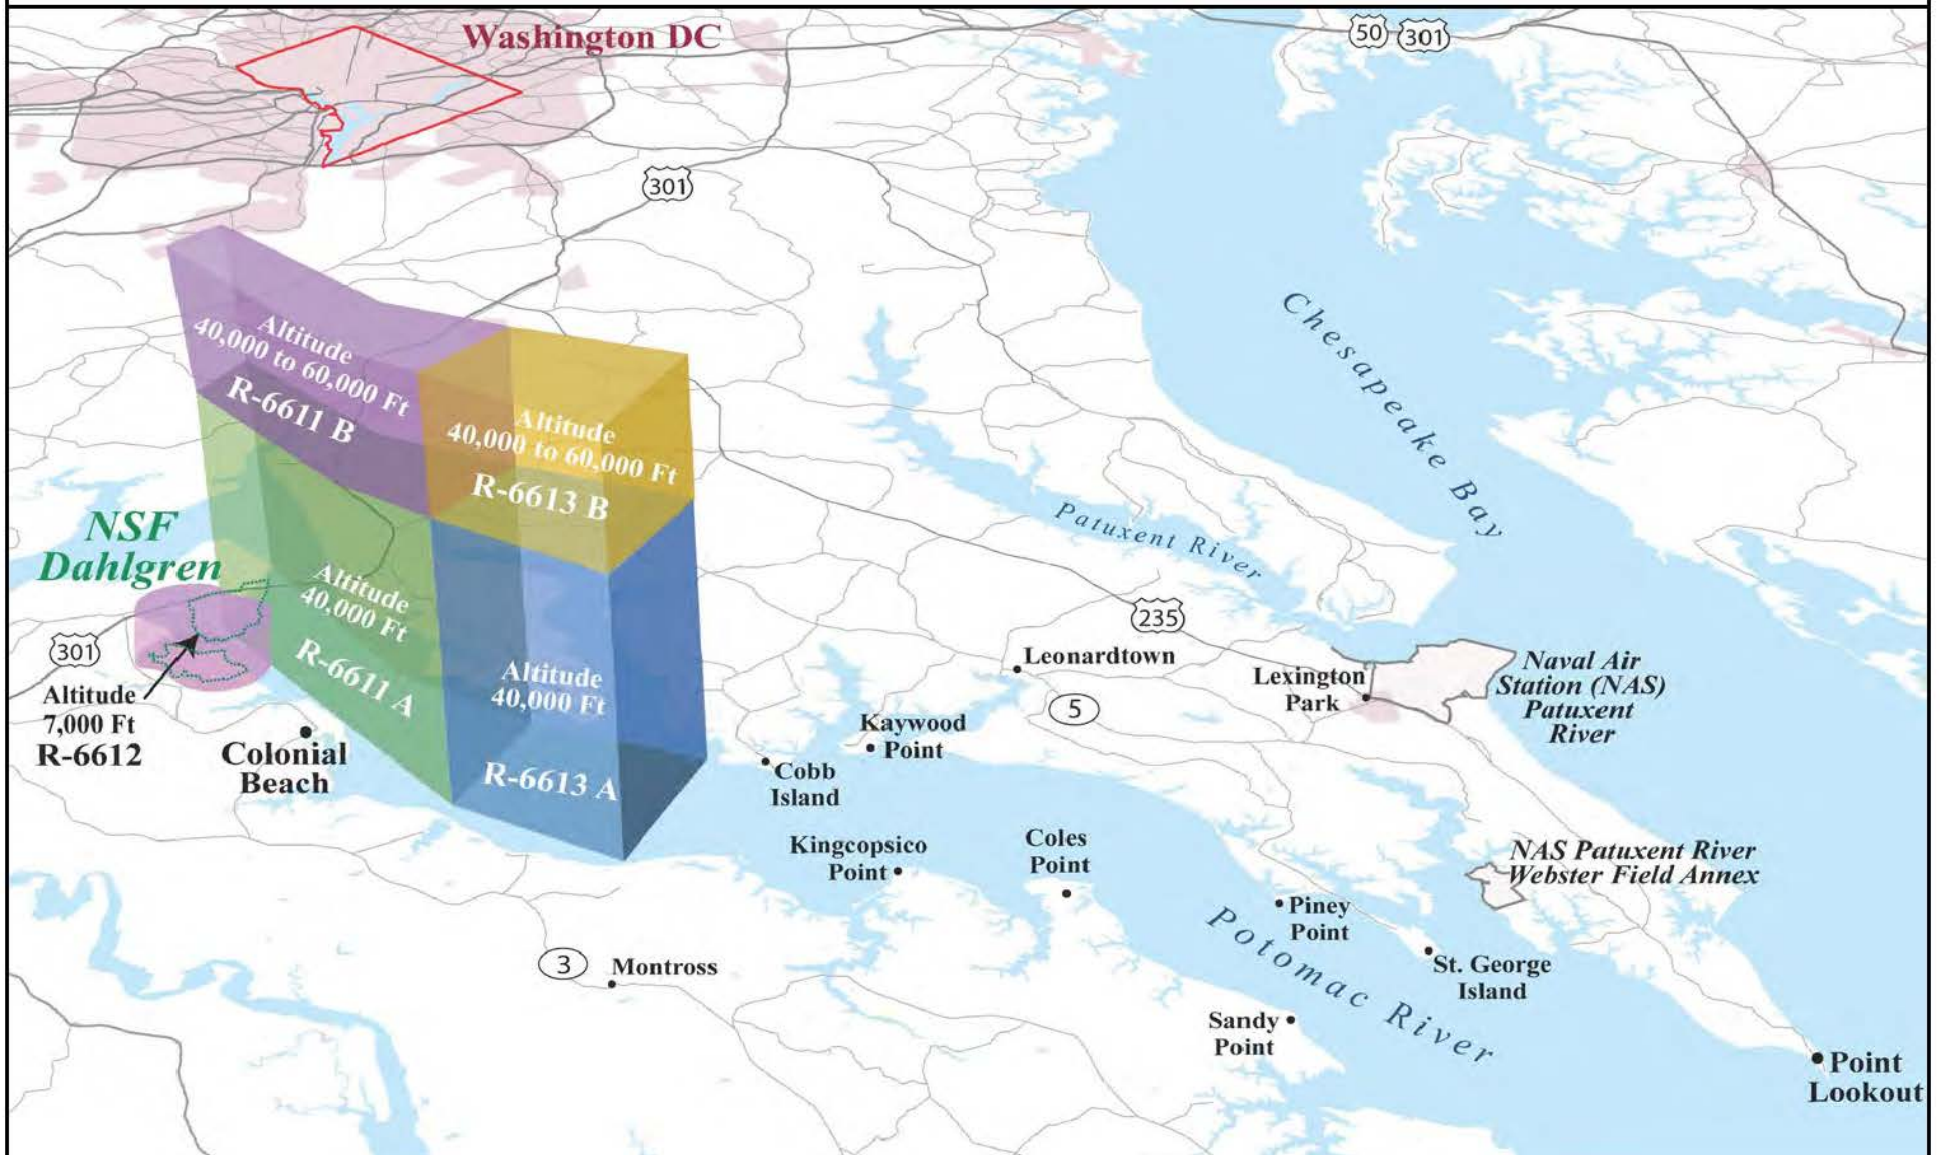 Washington DC
50
301
301
Chesapeake Bay
Altitude
40,000 to 60,000 Ft
R-6611 B
Altitude
40,000 to 60,000 Ft
R-6613 B
NSF
Dahlgren
Patuxent River
Altitude
40,000 Ft
R-6611 A
235
301
Altitude
7,000 Ft
R-6612
Altitude
40,000 Ft
R-6613 A
Leonardtown
Lexington
Park
Naval Air
Station (NAS)
Patuxent
River
5
Kaywood
Point
Colonial
Beach
Cobb
Island
Kingcopsico
Point
Coles
Point
NAS Patuxent River
Webster Field Annex
Piney
Point
Potomac River
St. George
Island
3
Montross
Sandy
Point
Point
Lookout